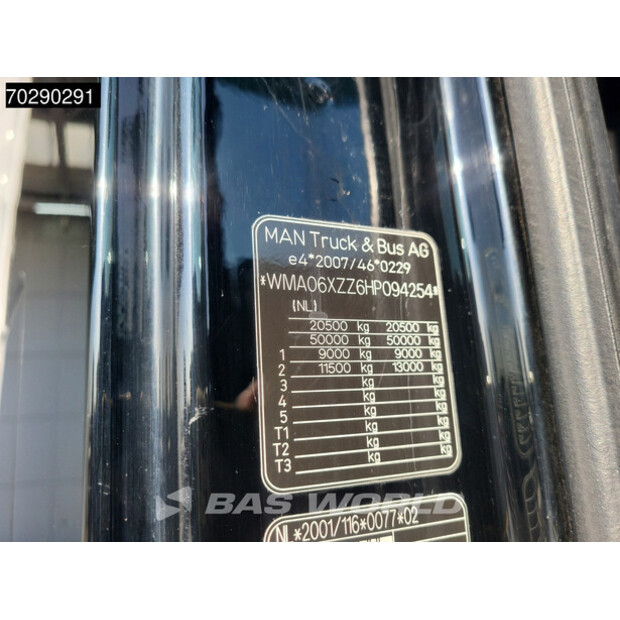 70290291
MAN Truck & Bus AG
e4*2007/46*0229
*WMA06XZZ6HP094254*
(NL)
20500 kg 20500 kg
50000 kg 50000 kg
1 9000 kg 9000 kg
2 11500 kg 13000 kg
3 kg kg
4 kg kg
5 kg kg
T1 kg kg
T2 kg kg
T3 kg kg
BAS WORLD
NL*2001/116*0077*02